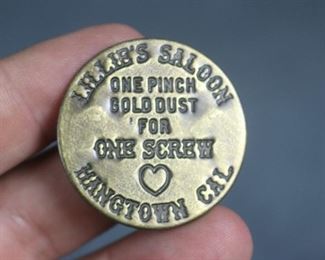 LILLIE'S SALOON
ONE PINCH
GOLD DUST
FOR
ONE SCREW
HANGTOWN CAL